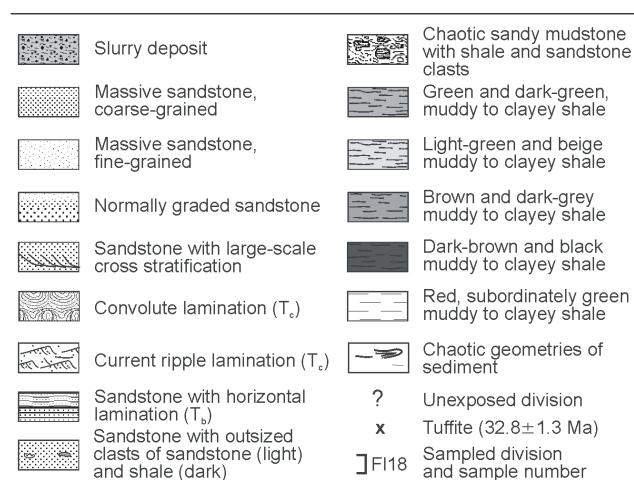 Slurry deposit
Massive sandstone,
coarse-grained
Massive sandstone,
fine-grained
Normally graded sandstone
Sandstone with large-scale
cross stratification
Convolute lamination (Tc)
Current ripple lamination (Tc)
Sandstone with horizontal
lamination (Tb)
Sandstone with outsized
clasts of sandstone (light)
and shale (dark)
Chaotic sandy mudstone
with shale and sandstone
clasts
Green and dark-green,
muddy to clayey shale
Light-green and beige
muddy to clayey shale
Brown and dark-grey
muddy to clayey shale
Dark-brown and black
muddy to clayey shale
Red, subordinately green
muddy to clayey shale
Chaotic geometries of
sediment
? Unexposed division
x Tuffite (32.8±1.3 Ma)
FI18 Sampled division
and sample number